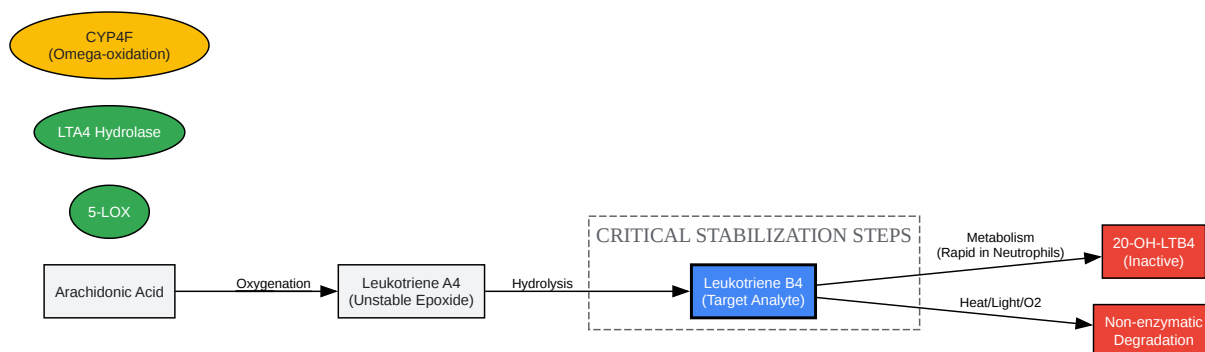 CYP4F
(Omega-oxidation)
LTA4 Hydrolase
5-LOX
CRITICAL STABILIZATION STEPS
Arachidonic Acid
Oxygenation
Leukotriene A4
(Unstable Epoxide)
Hydrolysis
Leukotriene B4
(Target Analyte)
Metabolism
(Rapid in Neutrophils)
20-OH-LTB4
(Inactive)
Heat/Light/O2
Non-enzymatic
Degradation